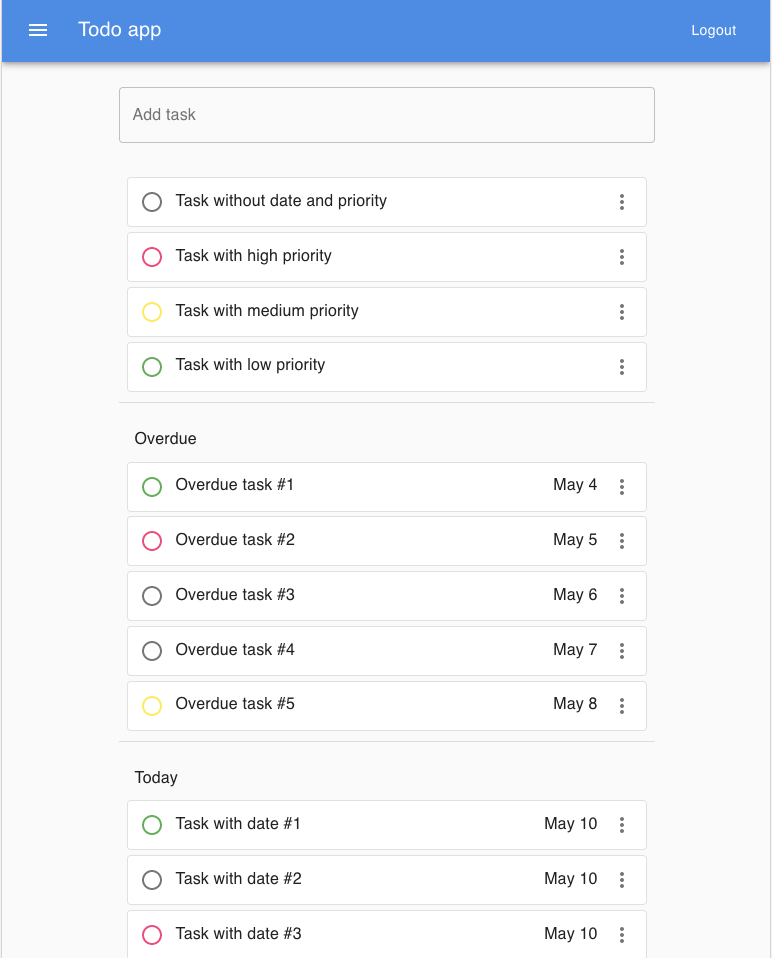 Todo app
Logout
Add task
Task without date and priority
Task with high priority
Task with medium priority
Task with low priority
Overdue
Overdue task #1 May 4
Overdue task #2 May 5
Overdue task #3 May 6
Overdue task #4 May 7
Overdue task #5 May 8
Today
Task with date #1 May 10
Task with date #2 May 10
Task with date #3 May 10